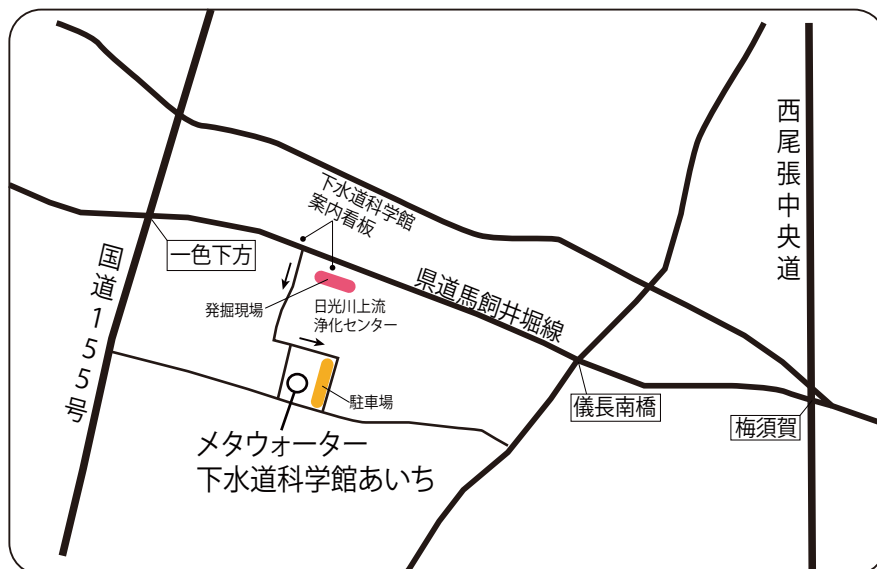 西尾張中央道
下水道科学館
案内看板
一色下方
国道155号
県道馬飼井堀線
発掘現場
日光川上流
浄化センター
駐車場
儀長南橋
梅須賀
メタウォーター
下水道科学館あいち